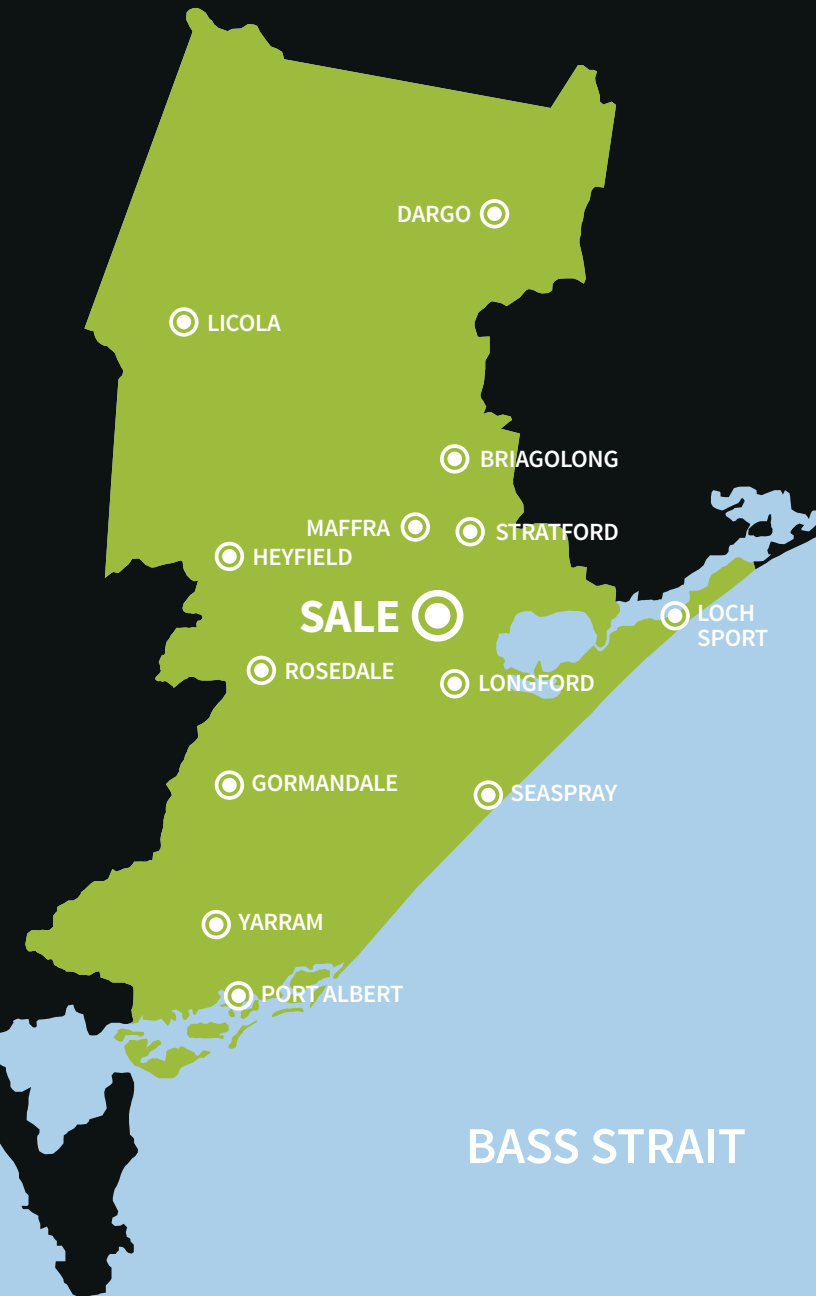 DARGO
LICOLA
BRIAGOLONG
MAFFRA
STRATFORD
HEYFIELD
SALE
LOCH
SPORT
ROSEDALE
LONGFORD
GORMANDALE
SEASPRAY
YARRAM
PORT ALBERT
BASS STRAIT